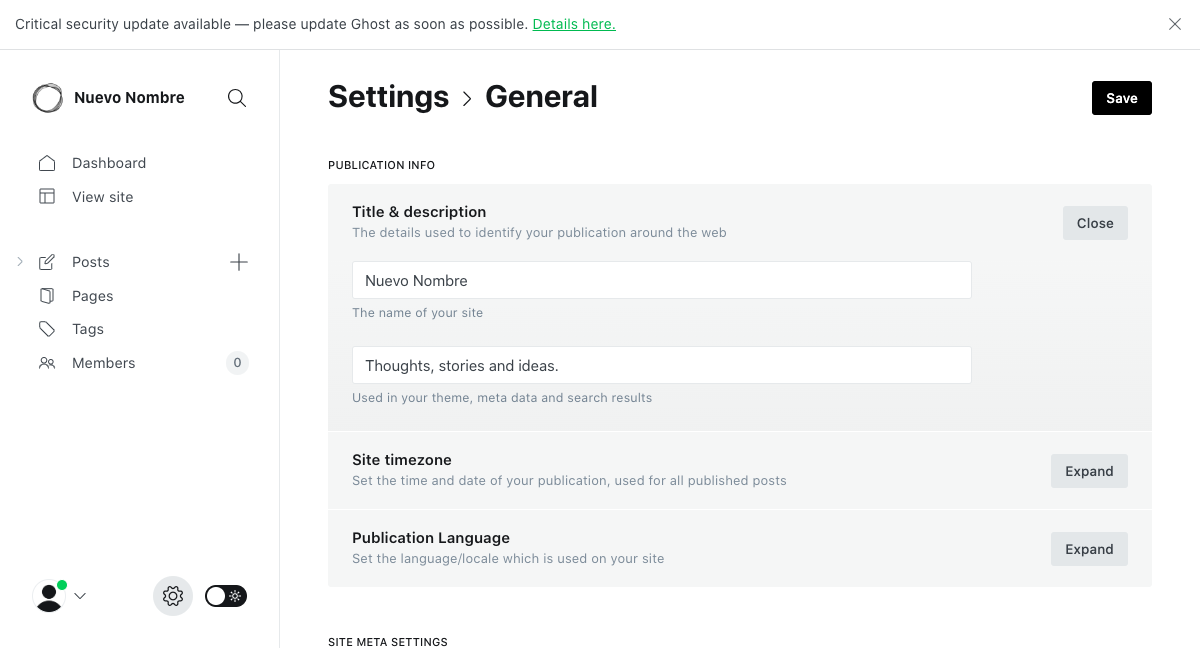 Critical security update available — please update Ghost as soon as possible. Details here.
Nuevo Nombre
Dashboard
View site
Posts
Pages
Tags
Members 0
Settings › General
Save
PUBLICATION INFO
Title & description
The details used to identify your publication around the web
Close
Nuevo Nombre
The name of your site
Thoughts, stories and ideas.
Used in your theme, meta data and search results
Site timezone
Set the time and date of your publication, used for all published posts
Expand
Publication Language
Set the language/locale which is used on your site
Expand
SITE META SETTINGS